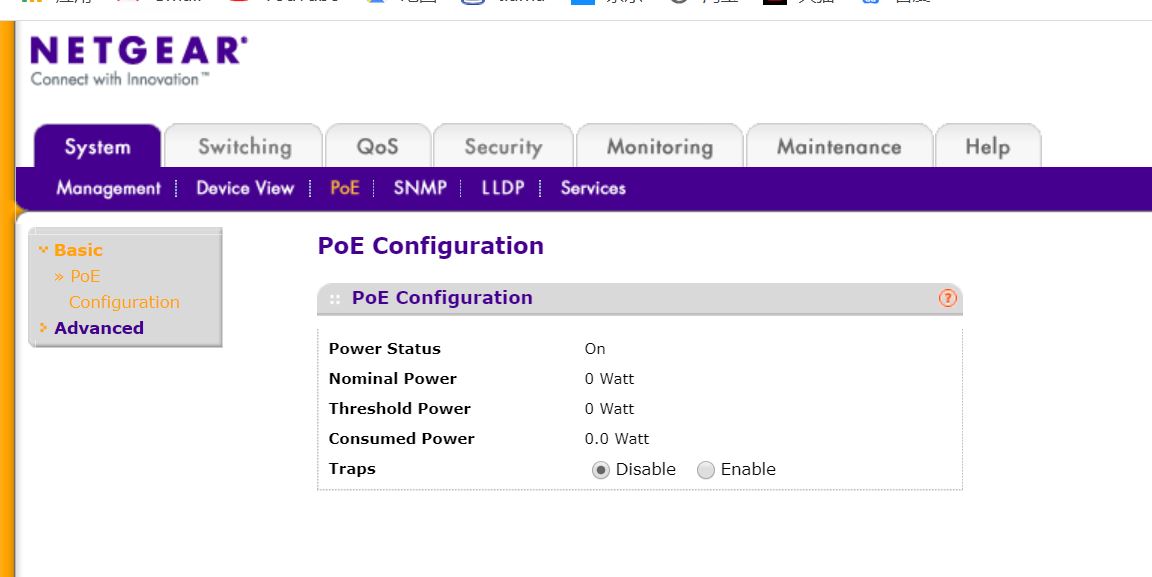 NETGEAR
Connect with Innovation™
System Switching QoS Security Monitoring Maintenance Help
Management Device View PoE SNMP LLDP Services
Basic
» PoE
Configuration
Advanced
PoE Configuration
PoE Configuration ?
Power Status On
Nominal Power 0 Watt
Threshold Power 0 Watt
Consumed Power 0.0 Watt
Traps Disable Enable